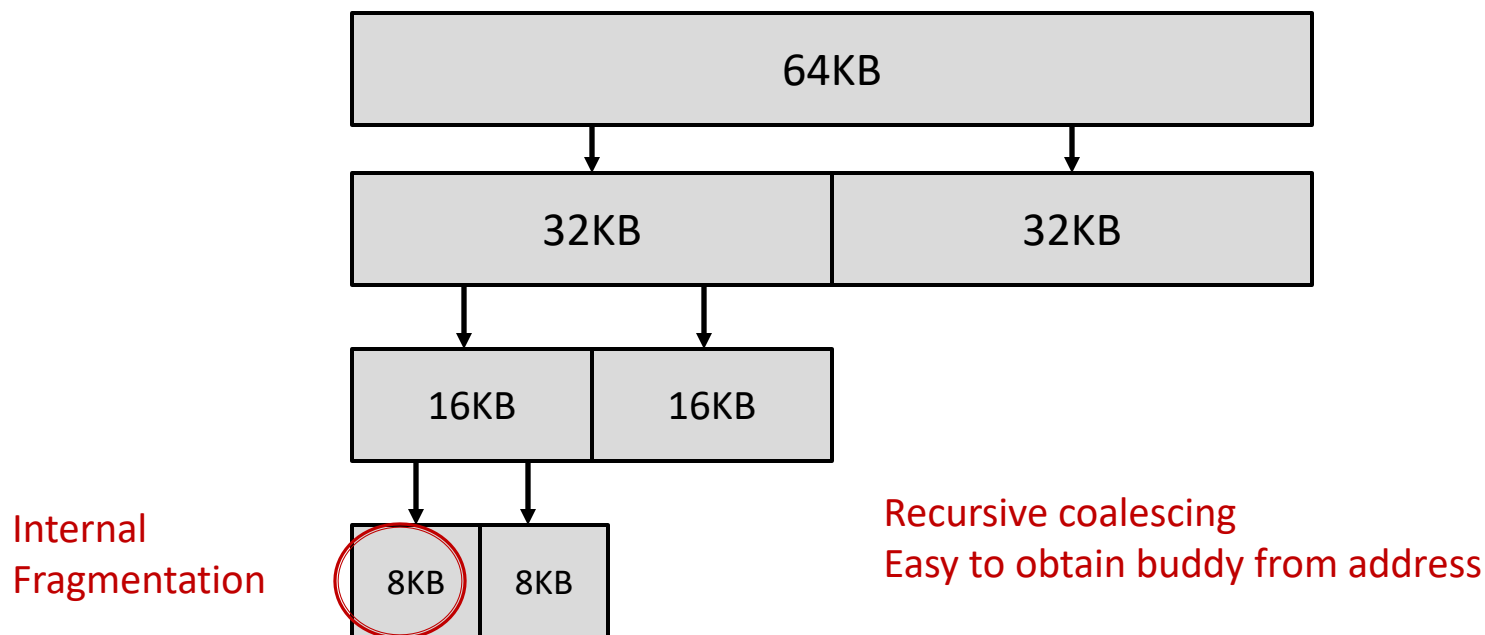 64KB
32KB
32KB
16KB
16KB
Internal
Fragmentation
8KB
8KB
Recursive coalescing
Easy to obtain buddy from address